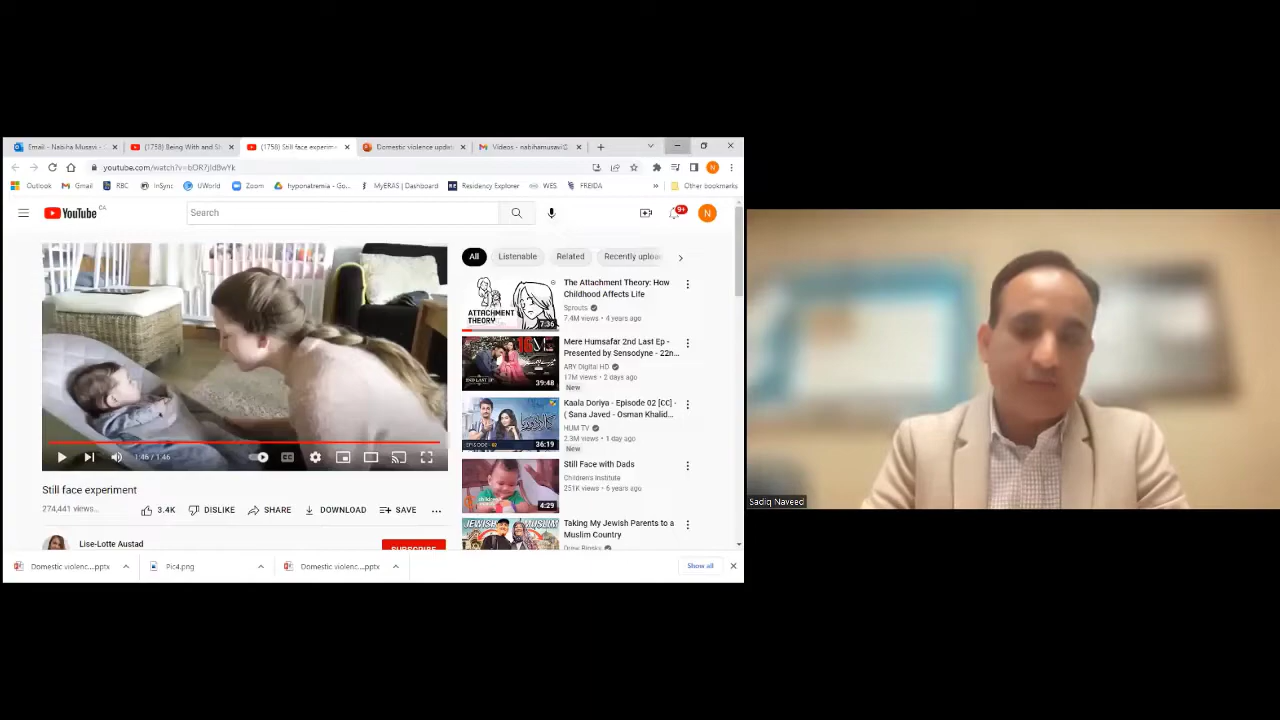 Email - Nabiha Musavi -
(1758) Being With and S
(1758) Still face experim
Domestic violence updat
Videos - nabihamusavi@
youtube.com/watch?v=bDR7jldBwYk
Outlook
Gmail
RBC
InSync
UWorld
Zoom
hyponatremia - Go...
MyERAS | Dashboard
Residency Explorer
WES
FREIDA
Other bookmarks
YouTube CA
Search
9+
N
All
Listenable
Related
Recently uploa
The Attachment Theory: How
Childhood Affects Life
Sprouts
7.4M views • 4 years ago
ATTACHMENT
THEORY
7:36
Mere Humsafar 2nd Last Ep -
Presented by Sensodyne - 22n...
ARY Digital HD
17M views • 2 days ago
New
39:48
Kaala Doriya - Episode 02 [CC] -
( Sana Javed - Osman Khalid...
HUM TV
2.3M views • 1 day ago
New
36:19
Still Face with Dads
Children's Institute
251K views • 6 years ago
4:29
Taking My Jewish Parents to a
Muslim Country
JEWISH
MUSLIM
1:46 / 1:46
Still face experiment
274,441 views...
3.4K
DISLIKE
SHARE
DOWNLOAD
SAVE
Lise-Lotte Austad
SUBSCRIBE
Domestic violenc....pptx
Pic4.png
Domestic violenc....pptx
Show all
Sadiq Naveed